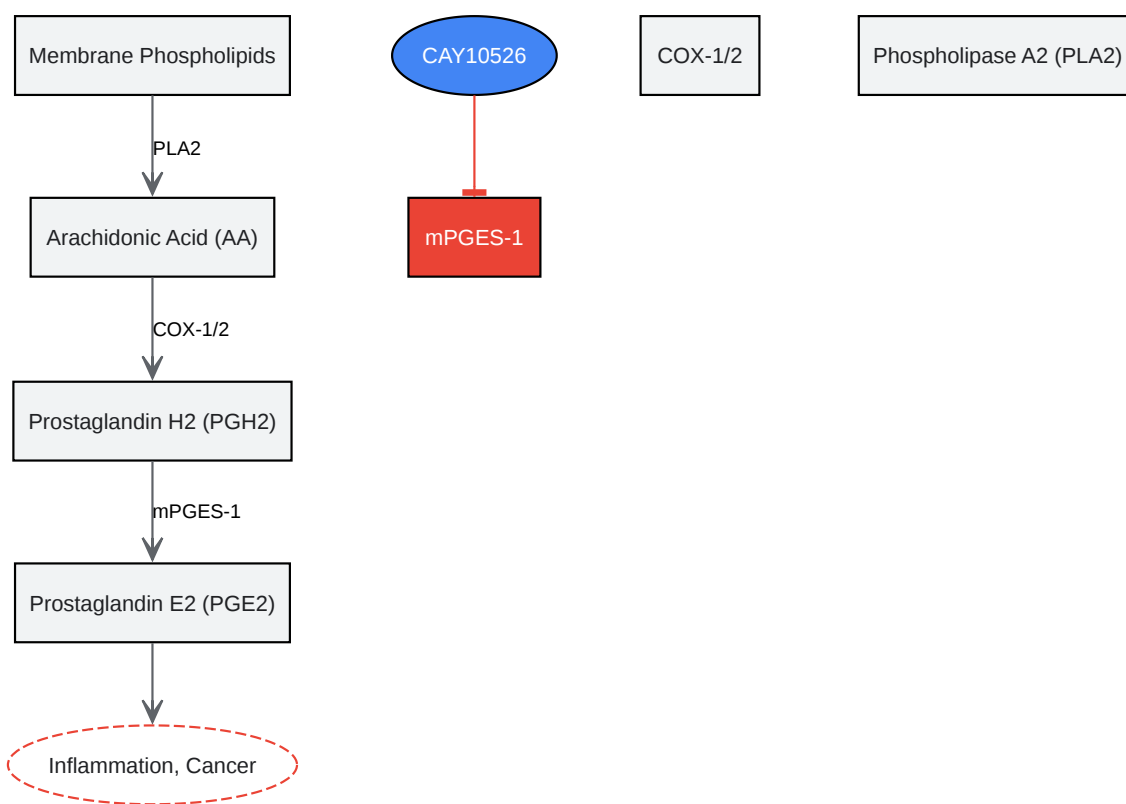 Membrane Phospholipids
CAY10526
COX-1/2
Phospholipase A2 (PLA2)
PLA2
Arachidonic Acid (AA)
mPGES-1
COX-1/2
Prostaglandin H2 (PGH2)
mPGES-1
Prostaglandin E2 (PGE2)
Inflammation, Cancer